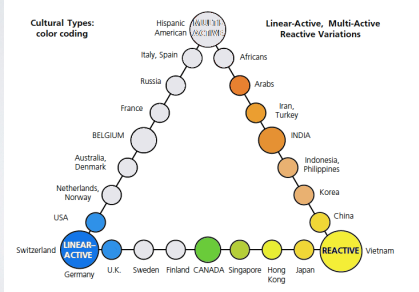 Cultural Types:
color coding
Linear-Active, Multi-Active
Reactive Variations
Hispanic
American
Italy, Spain
Africans
Russia
Arabs
France
Iran,
Turkey
BELGIUM
INDIA
Australia,
Denmark
Indonesia,
Philippines
Netherlands,
Norway
Korea
USA
China
Switzerland
LINEAR–
ACTIVE
REACTIVE
Vietnam
Germany
U.K.
Sweden
Finland
CANADA
Singapore
Hong
Kong
Japan